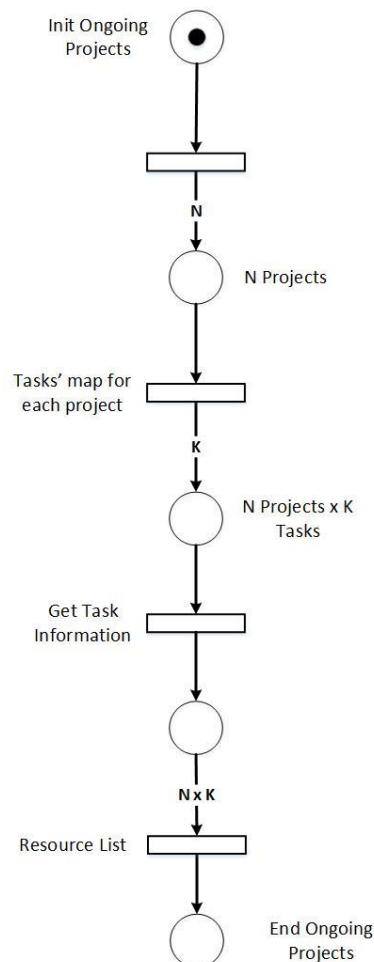 Init Ongoing
Projects
N
N Projects
Tasks' map for
each project
K
N Projects x K
Tasks
Get Task
Information
N x K
Resource List
End Ongoing
Projects